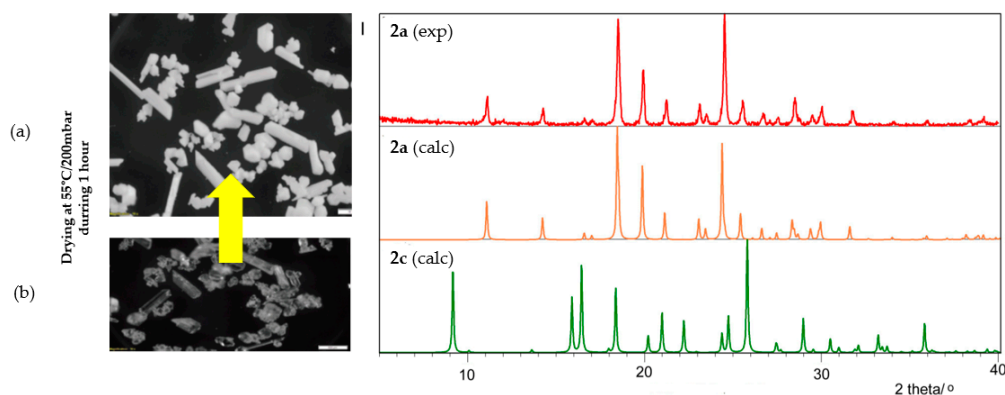 (a)
(b)
Drying at 55°C/200mbar
durring 1 hour
I
2a (exp)
2a (calc)
2c (calc)
10
20
30
40
2 theta/ °